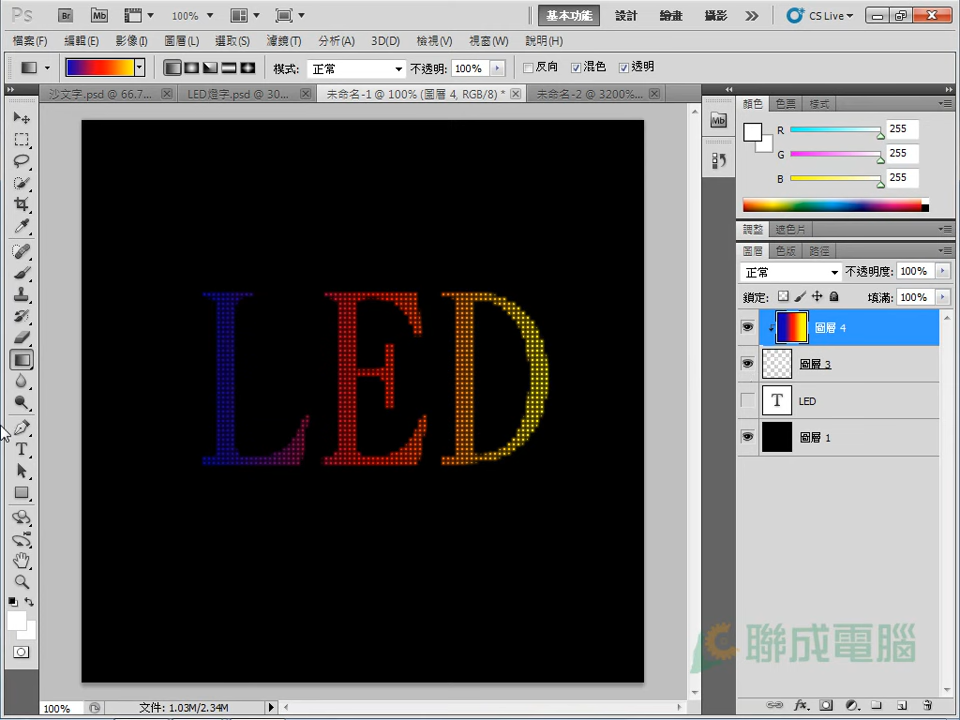 Ps Br Mb 100% 基本功能 設計 繪畫 攝影 CS Live
檔案(F) 編輯(E) 影像(I) 圖層(L) 選取(S) 濾鏡(T) 分析(A) 3D(D) 檢視(V) 視窗(W) 說明(H)
模式: 正常 不透明: 100% 反向 混色 透明
沙文字.psd @ 66.7... LED燈字.psd @ 30... 未命名-1 @ 100% (圖層 4, RGB/8) * 未命名-2 @ 3200%...
Mb
顏色 色票 樣式
R 255
G 255
B 255
調整 遮色片
圖層 色版 路徑
正常 不透明度: 100%
鎖定: 填滿: 100%
圖層 4
圖層 3
T LED
圖層 1
LED
聯成電腦
100% 文件: 1.03M/2.34M